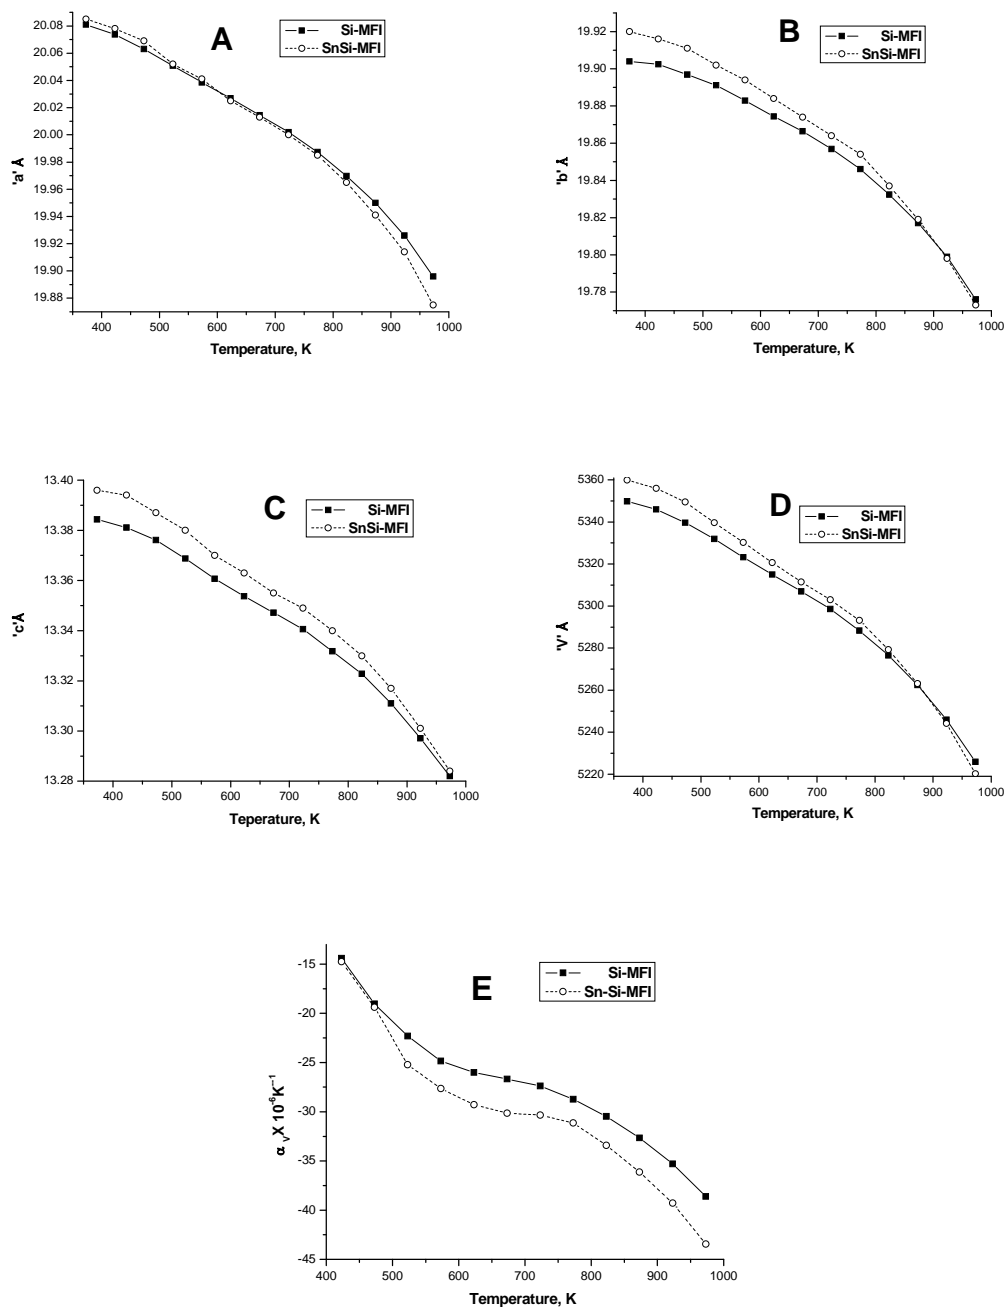 A
Si-MFI
SnSi-MFI
20.08
20.06
20.04
20.02
20.00
19.98
19.96
19.94
19.92
19.90
19.88
'a' Å
400 500 600 700 800 900 1000
Temperature, K
B
Si-MFI
SnSi-MFI
19.92
19.90
19.88
19.86
19.84
19.82
19.80
19.78
'b' Å
400 500 600 700 800 900 1000
Temperature, K
C
Si-MFI
SnSi-MFI
13.40
13.38
13.36
13.34
13.32
13.30
13.28
'c'Å
400 500 600 700 800 900 1000
Teperature, K
D
Si-MFI
SnSi-MFI
5360
5340
5320
5300
5280
5260
5240
5220
'V' Å
400 500 600 700 800 900 1000
Temperature, K
E
Si-MFI
Sn-Si-MFI
-15
-20
-25
-30
-35
-40
-45
α v X 10⁻⁶K⁻¹
400 500 600 700 800 900 1000
Temperature, K